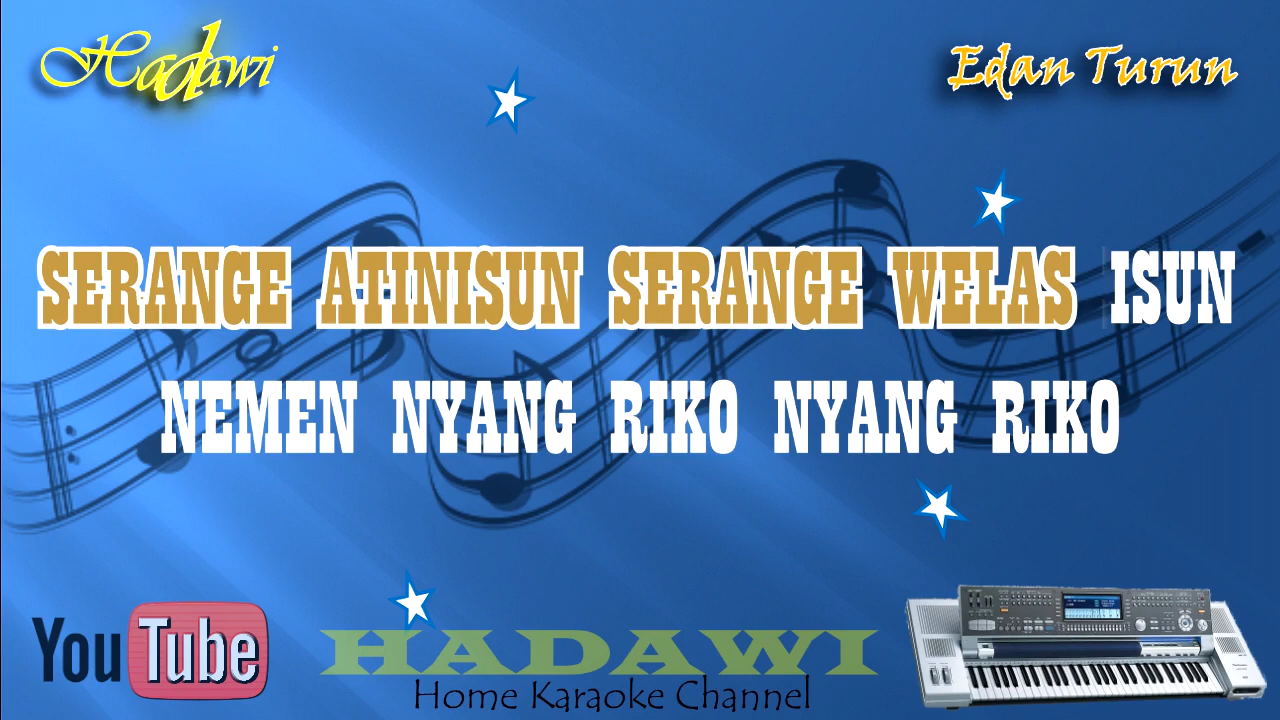 Hadawi
Edan Turun
SERANGE ATINISUN SERANGE WELAS ISUN
NEMEN NYANG RIKO NYANG RIKO
YouTube
HADAWI
Home Karaoke Channel